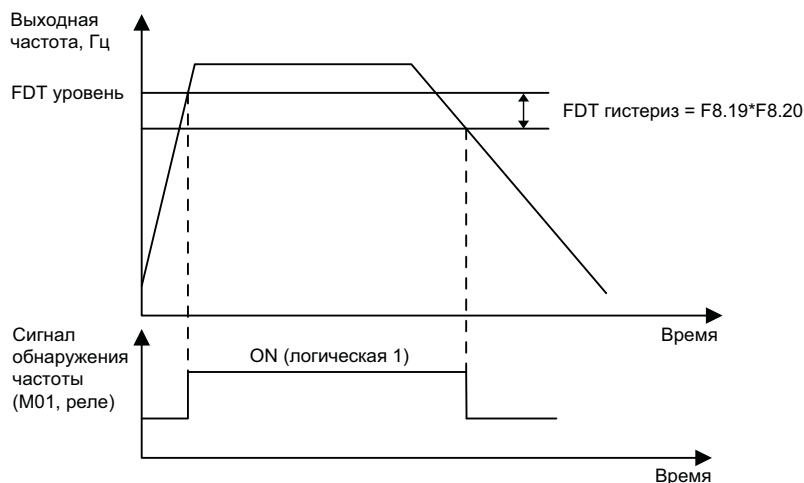 Выходная
частота, Гц
FDT уровень
FDT гистериз = F8.19*F8.20
Время
Сигнал
обнаружения
частоты
(М01, реле)
ON (логическая 1)
Время